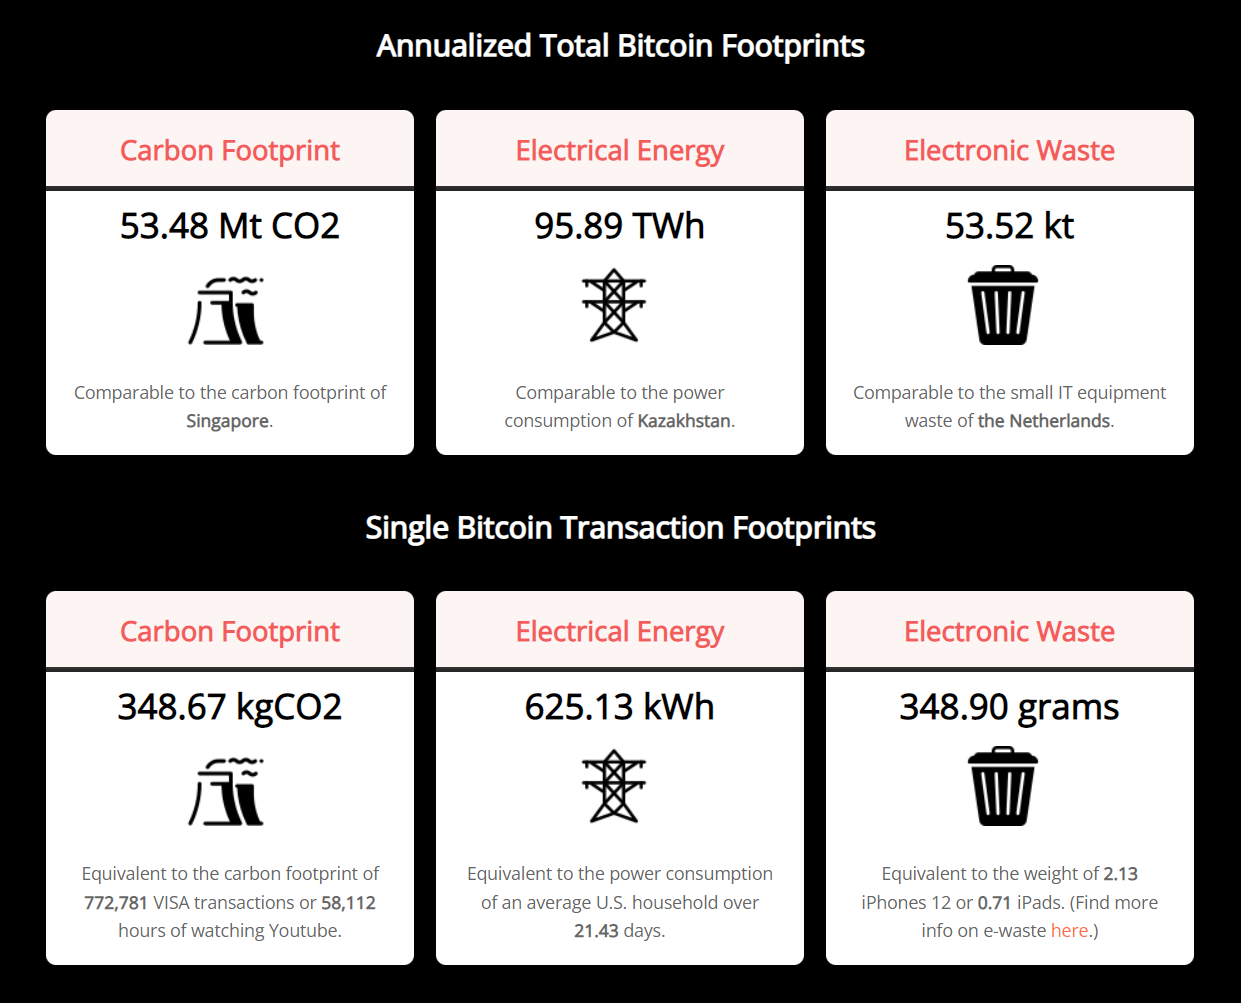 Annualized Total Bitcoin Footprints
Carbon Footprint
53.48 Mt CO2
Comparable to the carbon footprint of
Singapore.
Electrical Energy
95.89 TWh
Comparable to the power
consumption of Kazakhstan.
Electronic Waste
53.52 kt
Comparable to the small IT equipment
waste of the Netherlands.
Single Bitcoin Transaction Footprints
Carbon Footprint
348.67 kgCO2
Equivalent to the carbon footprint of
772,781 VISA transactions or 58,112
hours of watching Youtube.
Electrical Energy
625.13 kWh
Equivalent to the power consumption
of an average U.S. household over
21.43 days.
Electronic Waste
348.90 grams
Equivalent to the weight of 2.13
iPhones 12 or 0.71 iPads. (Find more
info on e-waste here.)